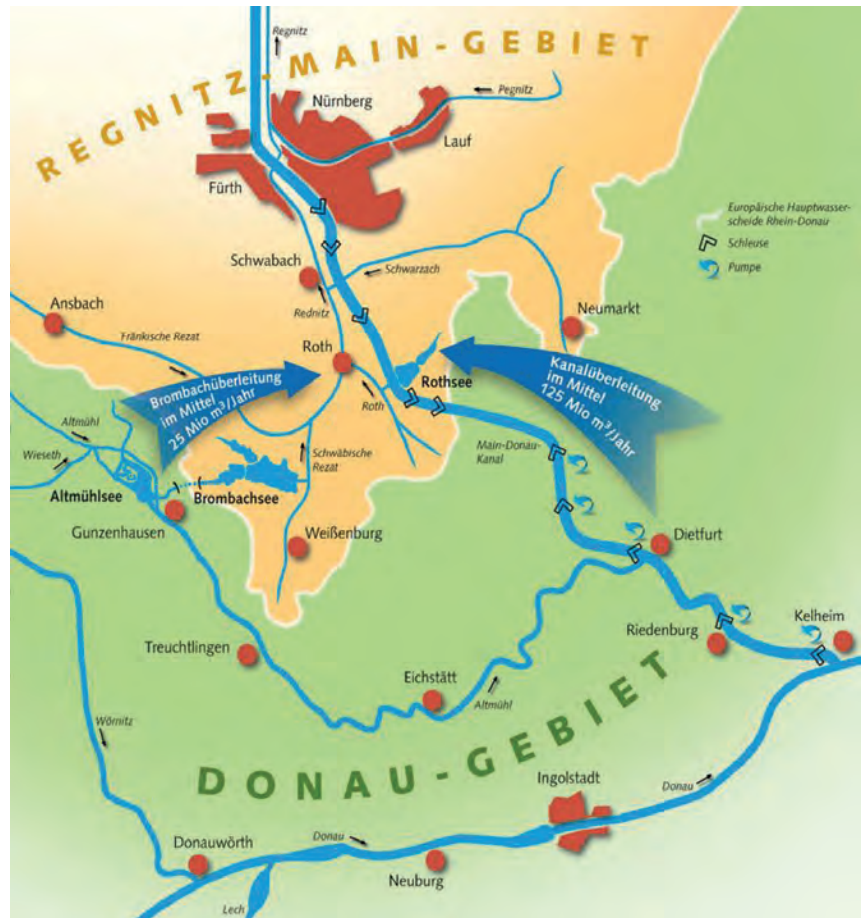 Regnitz
REGNITZ-MAIN-GEBIET
Pegnitz
Nürnberg
Lauf
Fürth
Europäische Hauptwasser-
scheide Rhein-Donau
Schleuse
Pumpe
Schwabach
Schwarzach
Rednitz
Neumarkt
Ansbach
Fränkische Rezat
Roth
Rothsee
Brombachüberleitung
im Mittel
25 Mio m³/Jahr
Kanalüberleitung
im Mittel
125 Mio m³/Jahr
Roth
Altmühl
Wieseth
Schwäbische
Rezat
Main-Donau-
Kanal
Altmühlsee
Brombachsee
Gunzenhausen
Weißenburg
Dietfurt
Riedenburg
Kelheim
Treuchtlingen
Eichstätt
Altmühl
Wörnitz
DONAU-GEBIET
Ingolstadt
Donau
Donauwörth
Donau
Neuburg
Lech